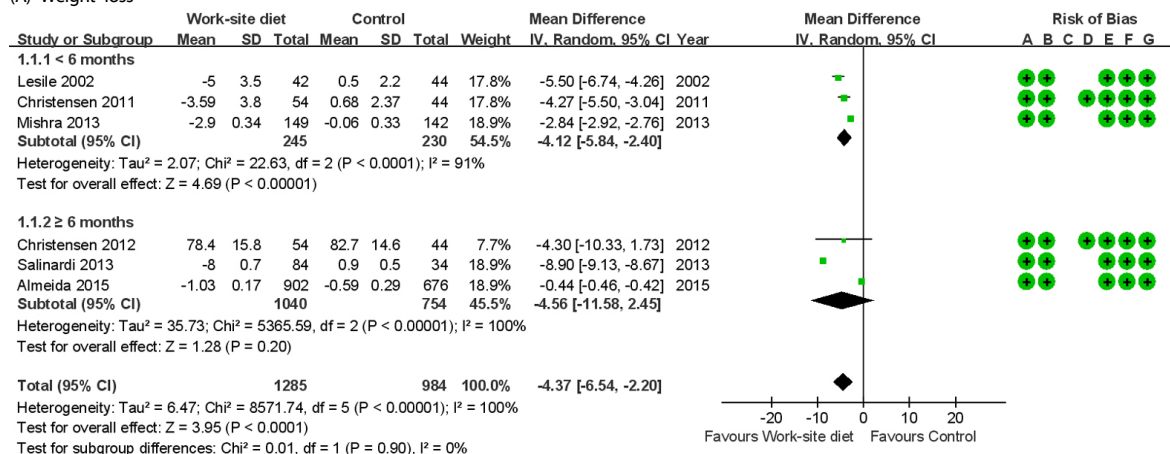 (A) Weight loss
Work-site diet Control Mean Difference Mean Difference Risk of Bias
Study or Subgroup Mean SD Total Mean SD Total Weight IV, Random, 95% CI Year IV, Random, 95% CI A B C D E F G
1.1.1 < 6 months
Lesile 2002 -5 3.5 42 0.5 2.2 44 17.8% -5.50 [-6.74, -4.26] 2002
Christensen 2011 -3.59 3.8 54 0.68 2.37 44 17.8% -4.27 [-5.50, -3.04] 2011
Mishra 2013 -2.9 0.34 149 -0.06 0.33 142 18.9% -2.84 [-2.92, -2.76] 2013
Subtotal (95% CI) 245 230 54.5% -4.12 [-5.84, -2.40]
Heterogeneity: Tau² = 2.07; Chi² = 22.63, df = 2 (P < 0.0001); I² = 91%
Test for overall effect: Z = 4.69 (P < 0.00001)
1.1.2 ≥ 6 months
Christensen 2012 78.4 15.8 54 82.7 14.6 44 7.7% -4.30 [-10.33, 1.73] 2012
Salinardi 2013 -8 0.7 84 0.9 0.5 34 18.9% -8.90 [-9.13, -8.67] 2013
Almeida 2015 -1.03 0.17 902 -0.59 0.29 676 18.9% -0.44 [-0.46, -0.42] 2015
Subtotal (95% CI) 1040 754 45.5% -4.56 [-11.58, 2.45]
Heterogeneity: Tau² = 35.73; Chi² = 5365.59, df = 2 (P < 0.00001); I² = 100%
Test for overall effect: Z = 1.28 (P = 0.20)
Total (95% CI) 1285 984 100.0% -4.37 [-6.54, -2.20]
Heterogeneity: Tau² = 6.47; Chi² = 8571.74, df = 5 (P < 0.00001); I² = 100%
Test for overall effect: Z = 3.95 (P < 0.0001)
Test for subgroup differences: Chi² = 0.01, df = 1 (P = 0.90), I² = 0%
-20 -10 0 10 20
Favours Work-site diet Favours Control